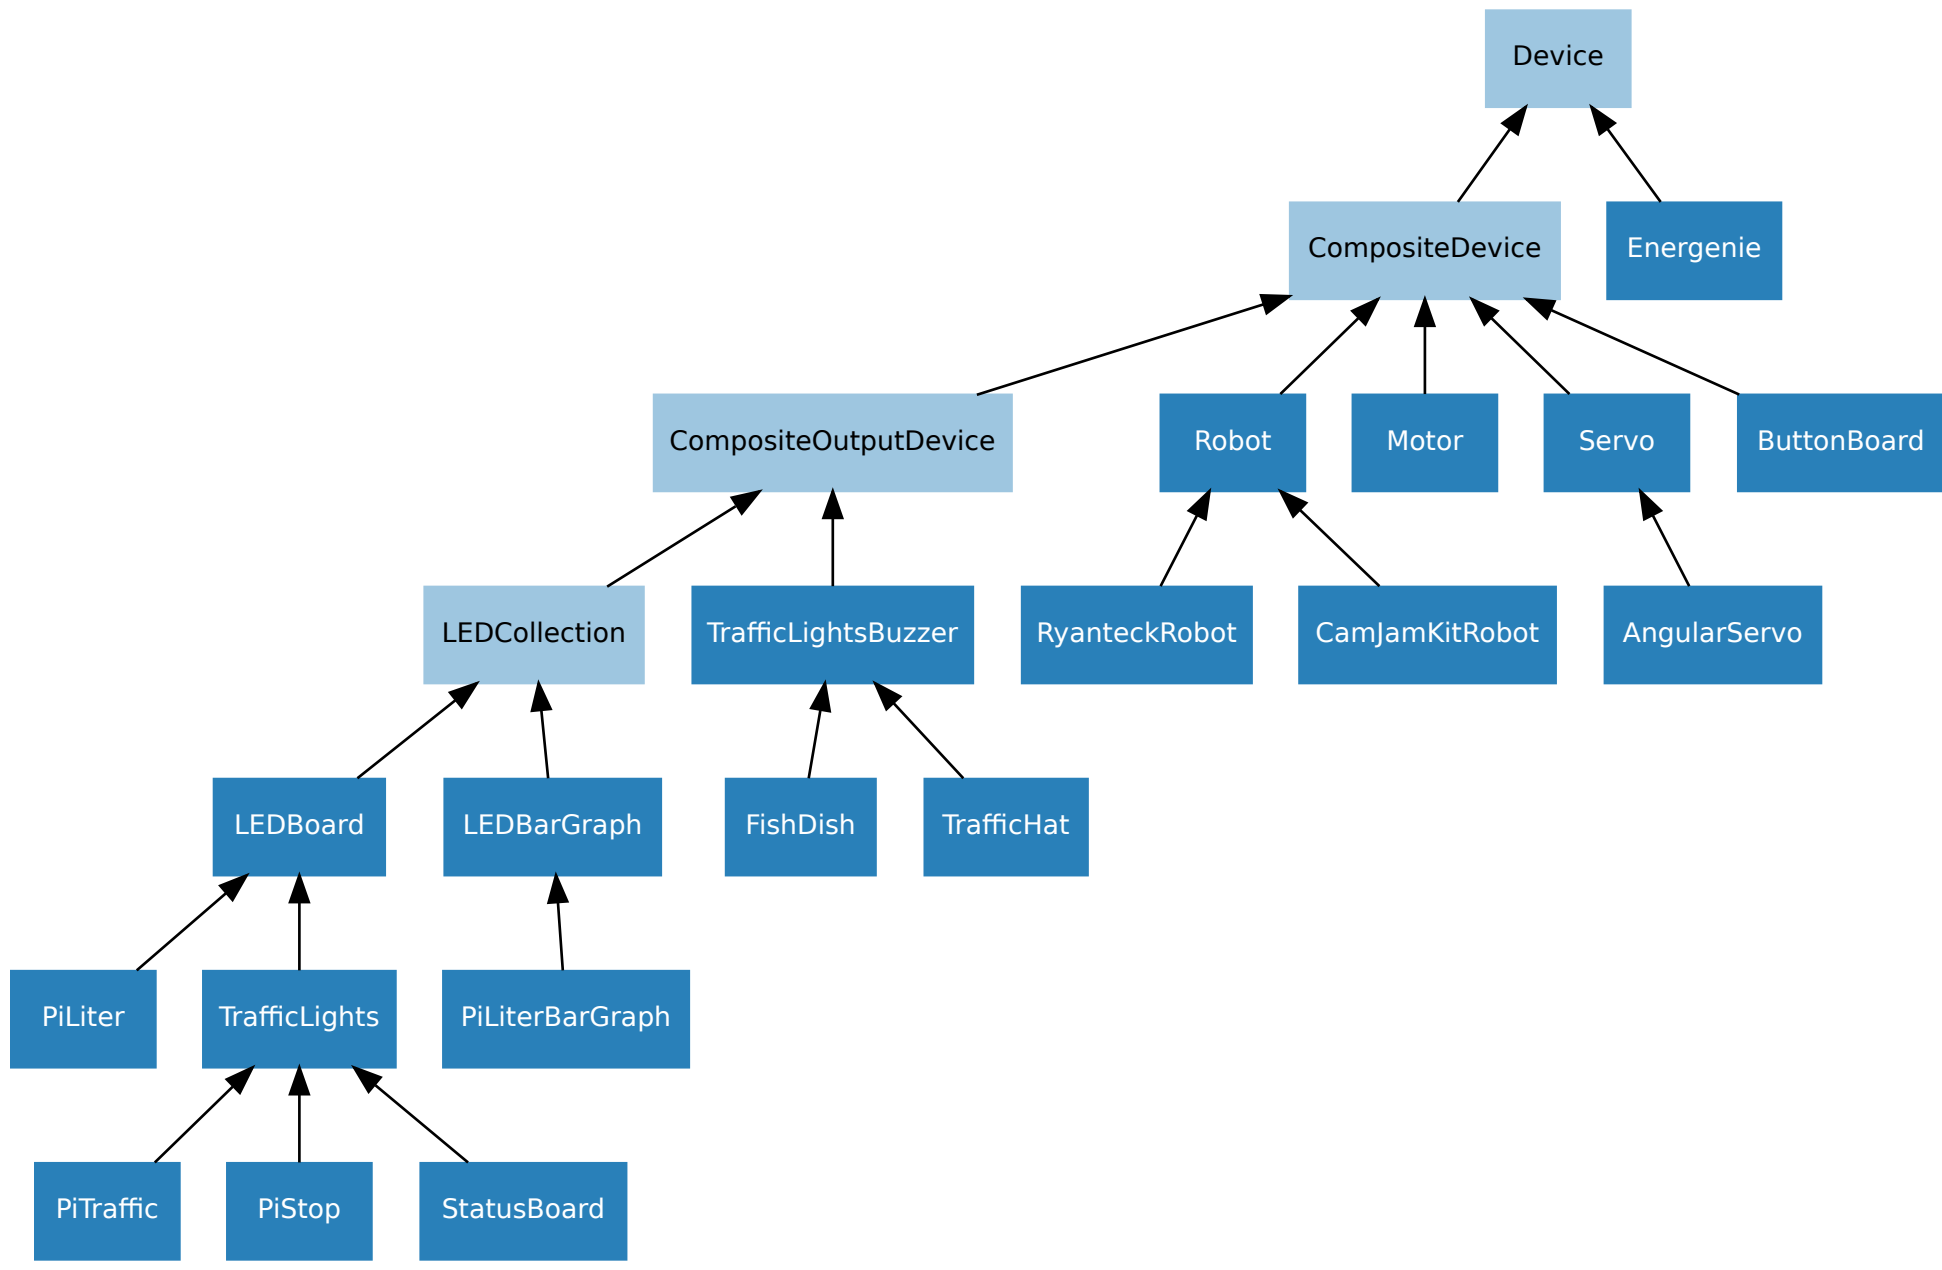 Device
CompositeDevice
Energenie
CompositeOutputDevice
Robot
Motor
Servo
ButtonBoard
LEDCollection
TrafficLightsBuzzer
RyanteckRobot
CamJamKitRobot
AngularServo
LEDBoard
LEDBarGraph
FishDish
TrafficHat
PiLiter
TrafficLights
PiLiterBarGraph
PiTraffic
PiStop
StatusBoard